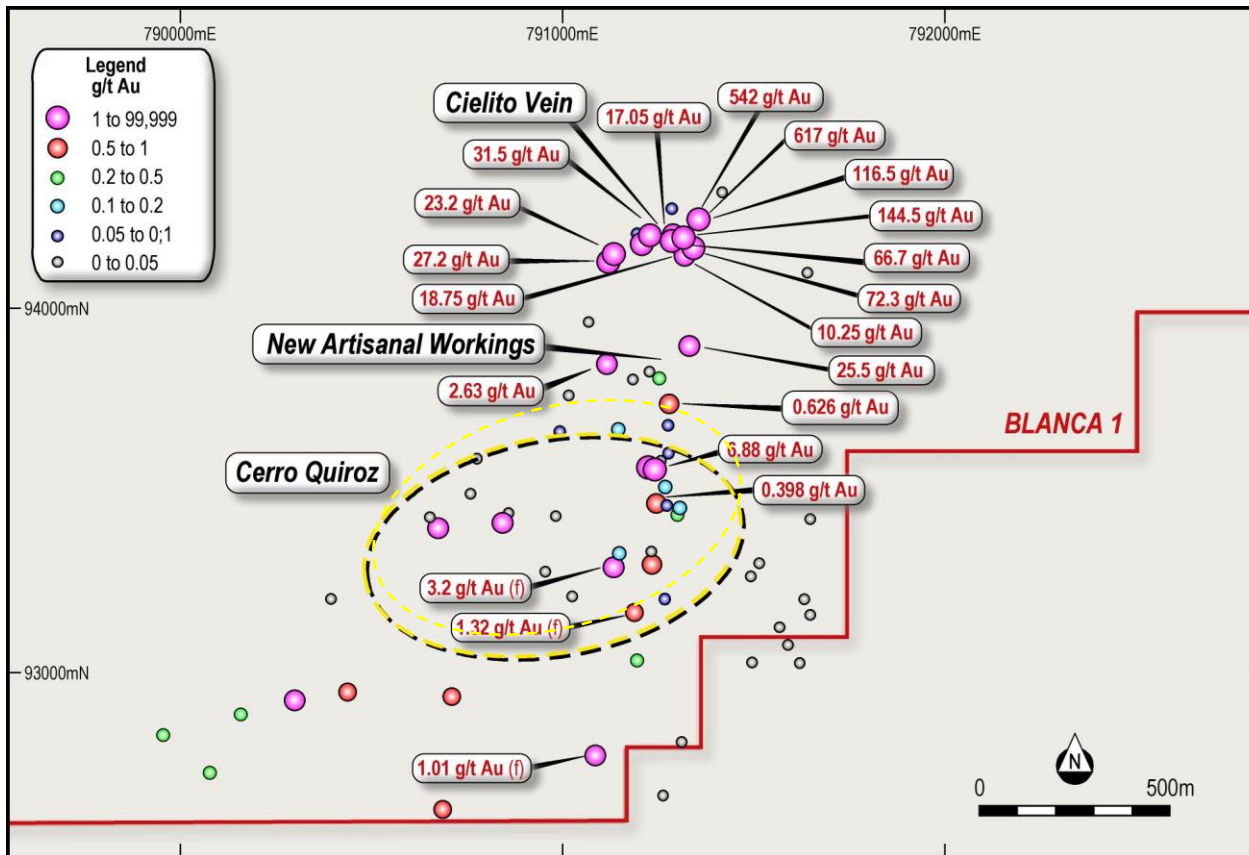 790000mE
791000mE
792000mE
Legend
g/t Au
1 to 99,999
0.5 to 1
0.2 to 0.5
0.1 to 0.2
0.05 to 0;1
0 to 0.05
Cielito Vein
17.05 g/t Au
542 g/t Au
617 g/t Au
31.5 g/t Au
116.5 g/t Au
23.2 g/t Au
144.5 g/t Au
27.2 g/t Au
66.7 g/t Au
18.75 g/t Au
72.3 g/t Au
94000mN
10.25 g/t Au
New Artisanal Workings
25.5 g/t Au
2.63 g/t Au
0.626 g/t Au
BLANCA 1
6.88 g/t Au
Cerro Quiroz
0.398 g/t Au
3.2 g/t Au (f)
1.32 g/t Au (f)
93000mN
1.01 g/t Au (f)
N
0
500m